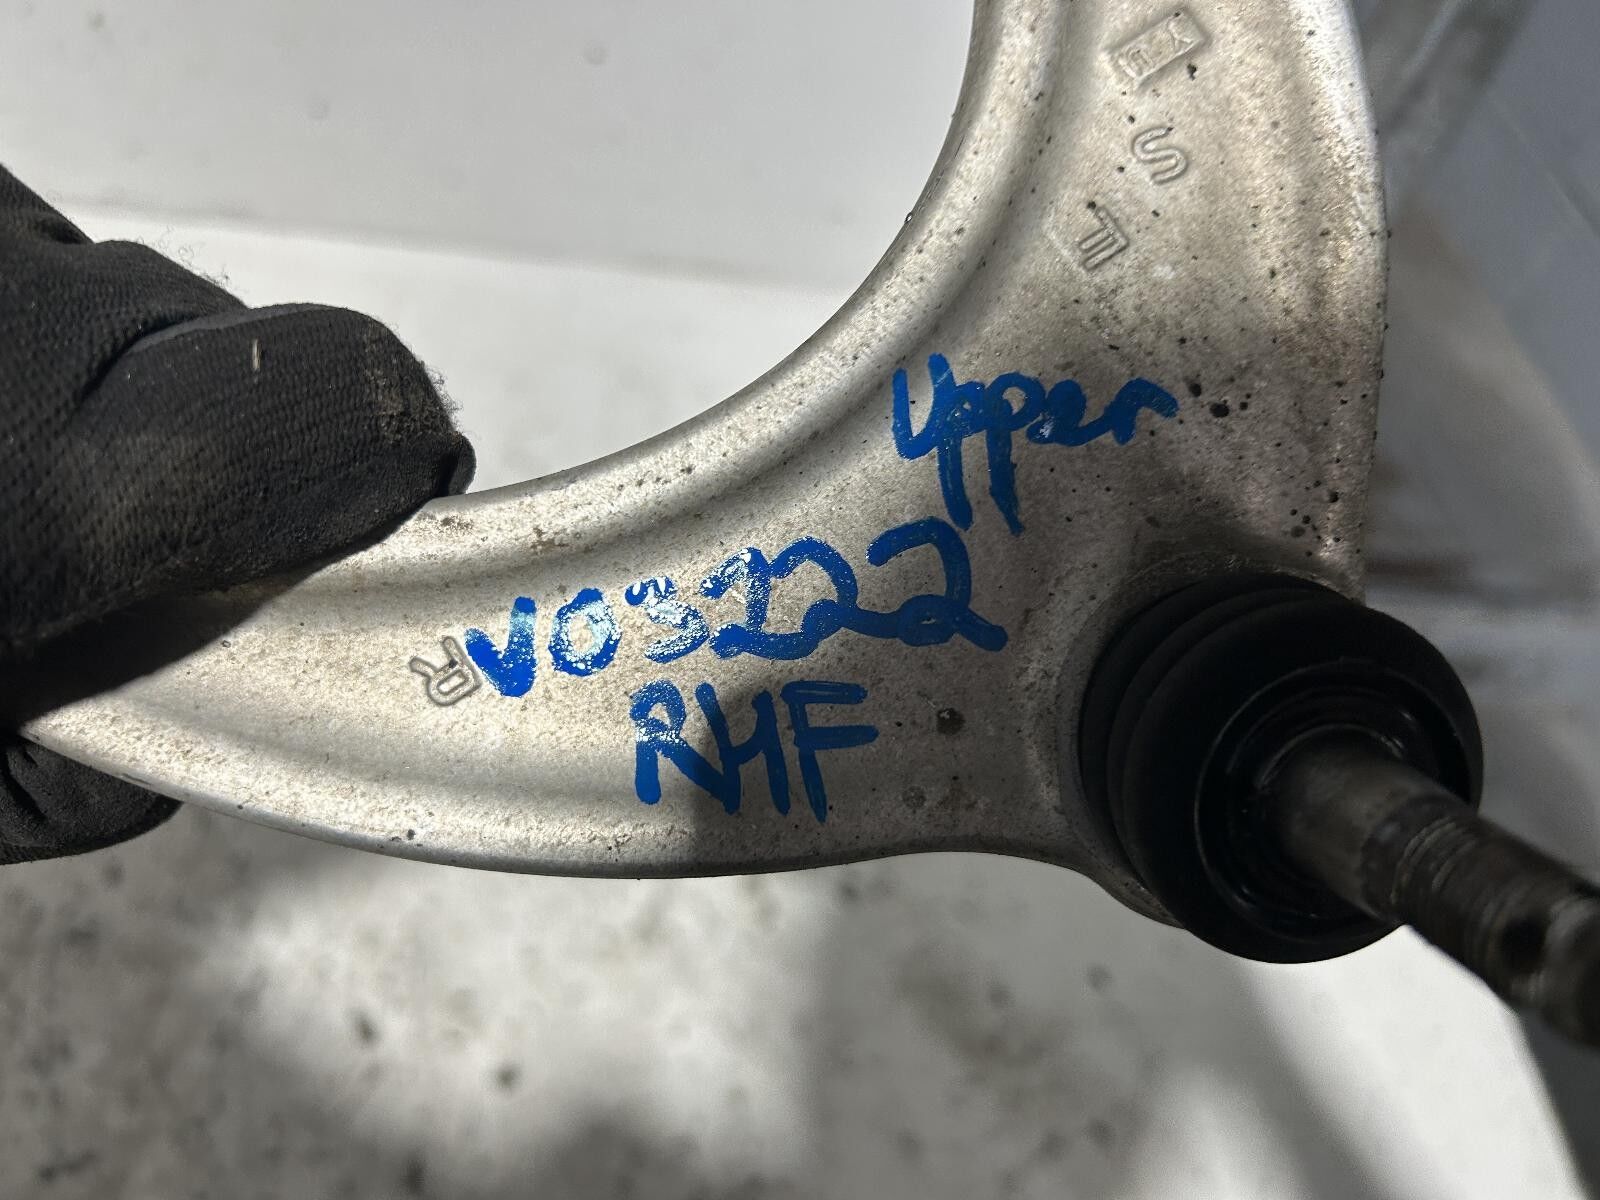 S
F
Upper
V03222
R
RHF